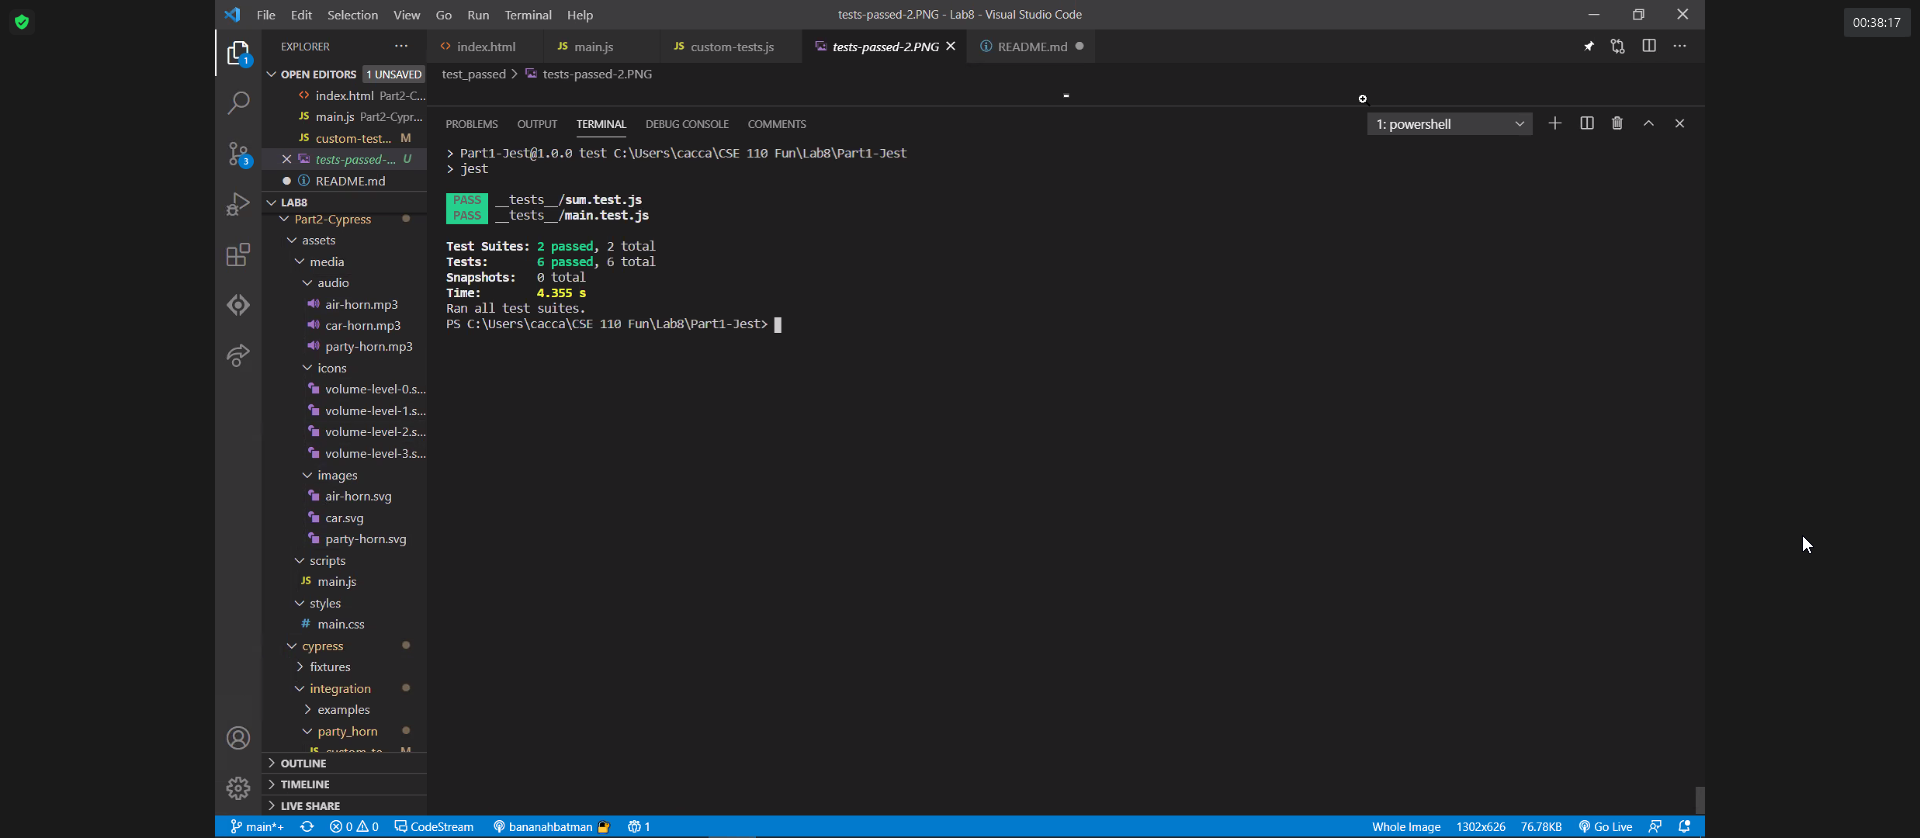 00:38:17
File Edit Selection View Go Run Terminal Help
tests-passed-2.PNG - Lab8 - Visual Studio Code
EXPLORER
index.html
JS main.js
JS custom-tests.js
tests-passed-2.PNG
README.md
OPEN EDITORS 1 UNSAVED
index.html Part2-C...
JS main.js Part2-Cypr...
JS custom-test... M
tests-passed-... U
README.md
LAB8
Part2-Cypress
assets
media
audio
air-horn.mp3
car-horn.mp3
party-horn.mp3
icons
volume-level-0.s...
volume-level-1.s...
volume-level-2.s...
volume-level-3.s...
images
air-horn.svg
car.svg
party-horn.svg
scripts
JS main.js
styles
# main.css
cypress
fixtures
integration
examples
party_horn
JS custom-te... M
OUTLINE
TIMELINE
LIVE SHARE
1
3
test_passed > tests-passed-2.PNG
PROBLEMS OUTPUT TERMINAL DEBUG CONSOLE COMMENTS
1: powershell
> Part1-Jest@1.0.0 test C:\Users\cacca\CSE 110 Fun\Lab8\Part1-Jest
> jest
PASS __tests__/sum.test.js
PASS __tests__/main.test.js
Test Suites: 2 passed, 2 total
Tests: 6 passed, 6 total
Snapshots: 0 total
Time: 4.355 s
Ran all test suites.
PS C:\Users\cacca\CSE 110 Fun\Lab8\Part1-Jest>
main*+ 0 0 CodeStream bananahbatman 1
Whole Image 1302x626 76.78KB Go Live